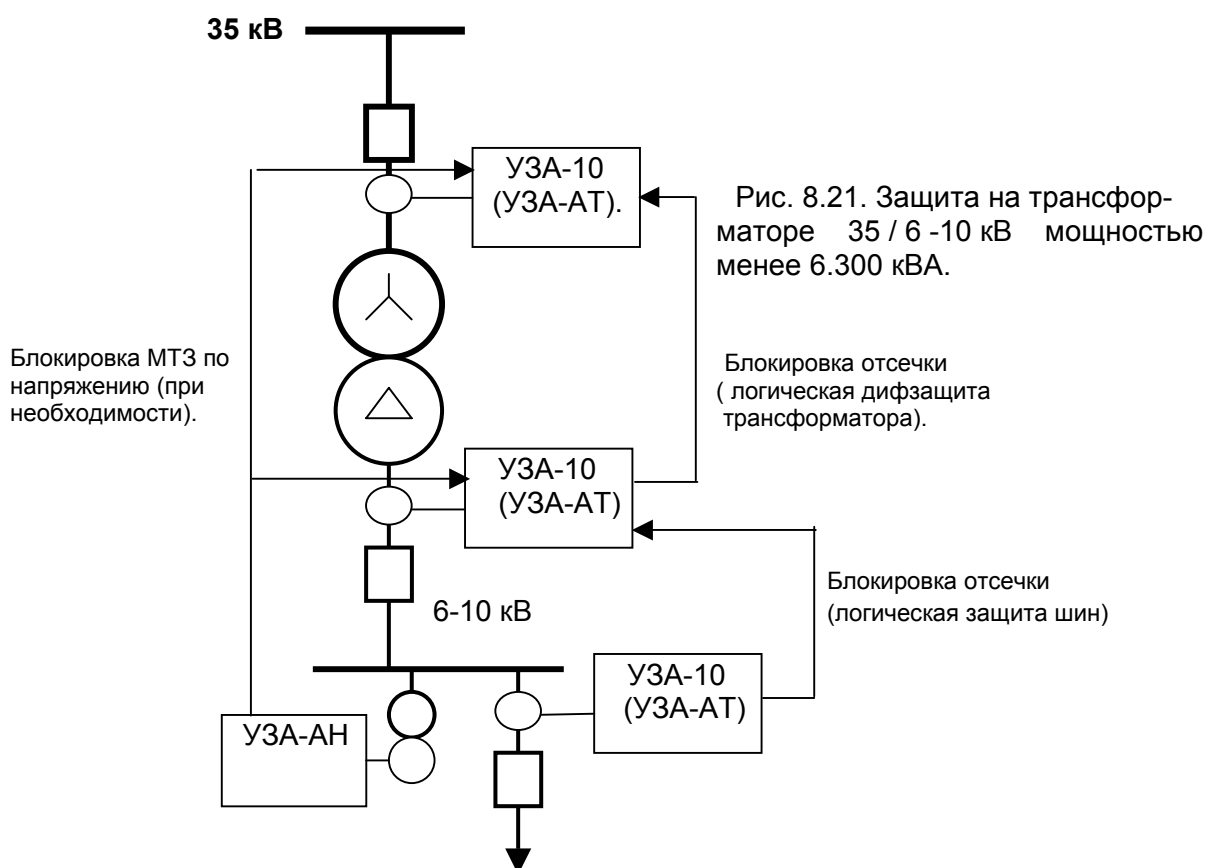 35 кВ
УЗА-10
(УЗА-АТ).
Рис. 8.21. Защита на трансфор-
маторе 35 / 6 -10 кВ мощностью
менее 6.300 кВА.
Блокировка МТЗ по
напряжению (при
необходимости).
Блокировка отсечки
( логическая дифзащита
трансформатора).
УЗА-10
(УЗА-АТ)
Блокировка отсечки
(логическая защита шин)
6-10 кВ
УЗА-10
(УЗА-АТ)
УЗА-АН